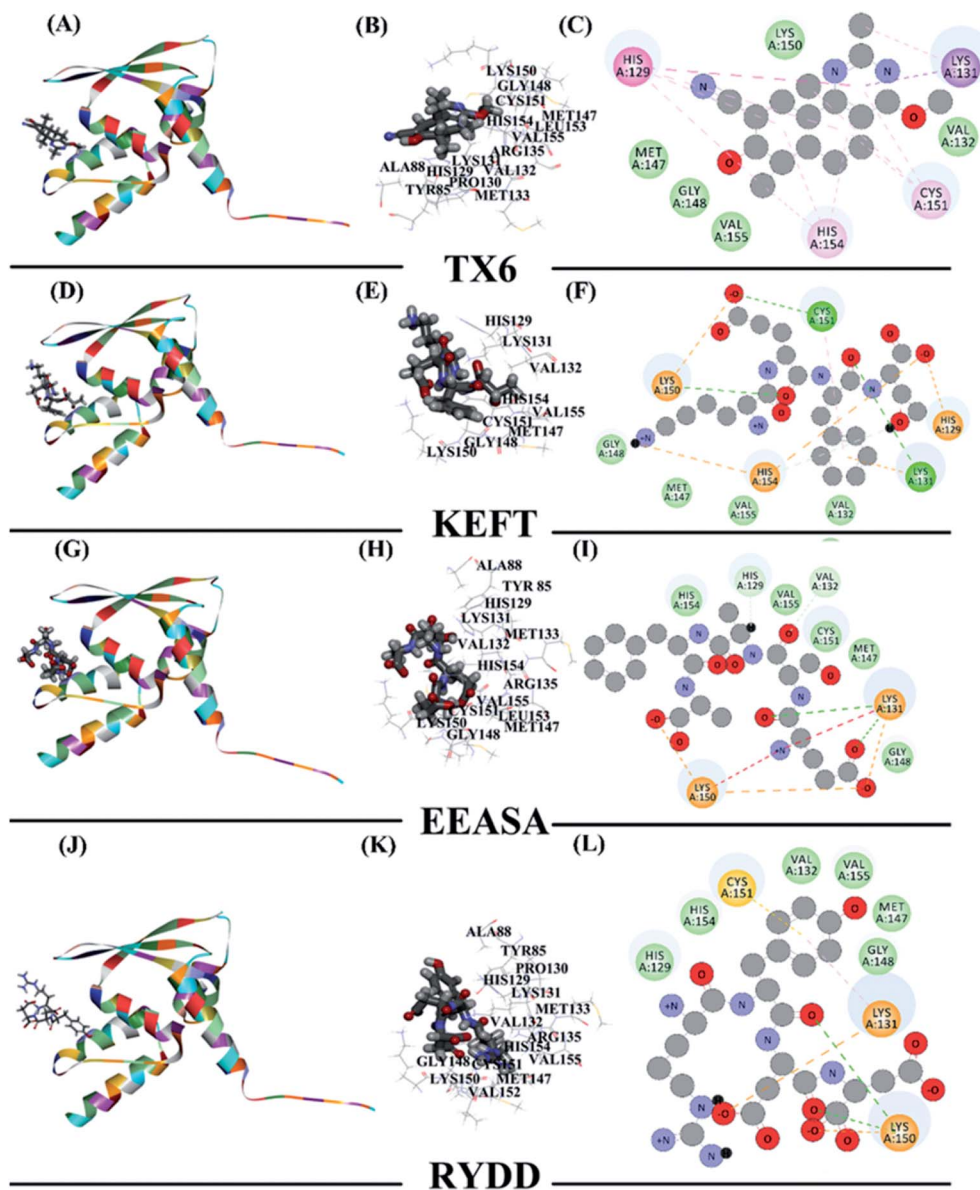 (A)
(B)
(C)
LYS150
GLY148
CYS151
MET147
HIS154
LEU153
VAL155
ARG135
ALA88
LYS131
HIS129
VAL132
PRO130
TYR85
MET133
LYS
A:150
HIS
A:129
LYS
A:131
N
N
N
O
O
VAL
A:132
MET
A:147
GLY
A:148
VAL
A:155
HIS
A:154
CYS
A:151
TX6
(D)
(E)
(F)
HIS129
LYS131
VAL132
HIS154
VAL155
CYS151
MET147
GLY148
LYS150
-O
O
CYS
A:151
LYS
A:150
N
N
O
N
O
-O
O
O
+N
+N
O
HIS
A:129
GLY
A:148
HIS
A:154
LYS
A:131
MET
A:147
VAL
A:155
VAL
A:132
KEFT
(G)
(H)
(I)
ALA88
TYR 85
HIS129
LYS131
MET133
VAL132
HIS154
ARG135
VAL155
CYS151
LEU153
LYS150
MET147
GLY148
HIS
A:154
HIS
A:129
VAL
A:155
VAL
A:132
CYS
A:151
MET
A:147
N
O
N
O
O
O
N
N
LYS
A:131
-O
O
O
+N
O
O
GLY
A:148
LYS
A:150
EEASA
(J)
(K)
(L)
ALA88
TYR85
PRO130
HIS129
LYS131
MET133
VAL132
ARG135
HIS154
VAL155
GLY148
CYS151
LYS150
MET147
VAL152
CYS
A:151
VAL
A:132
VAL
A:155
HIS
A:154
O
MET
A:147
HIS
A:129
GLY
A:148
O
+N
N
O
LYS
A:131
N
N
O
-O
N
-O
O
O
-O
O
O
+N
N
LYS
A:150
RYDD